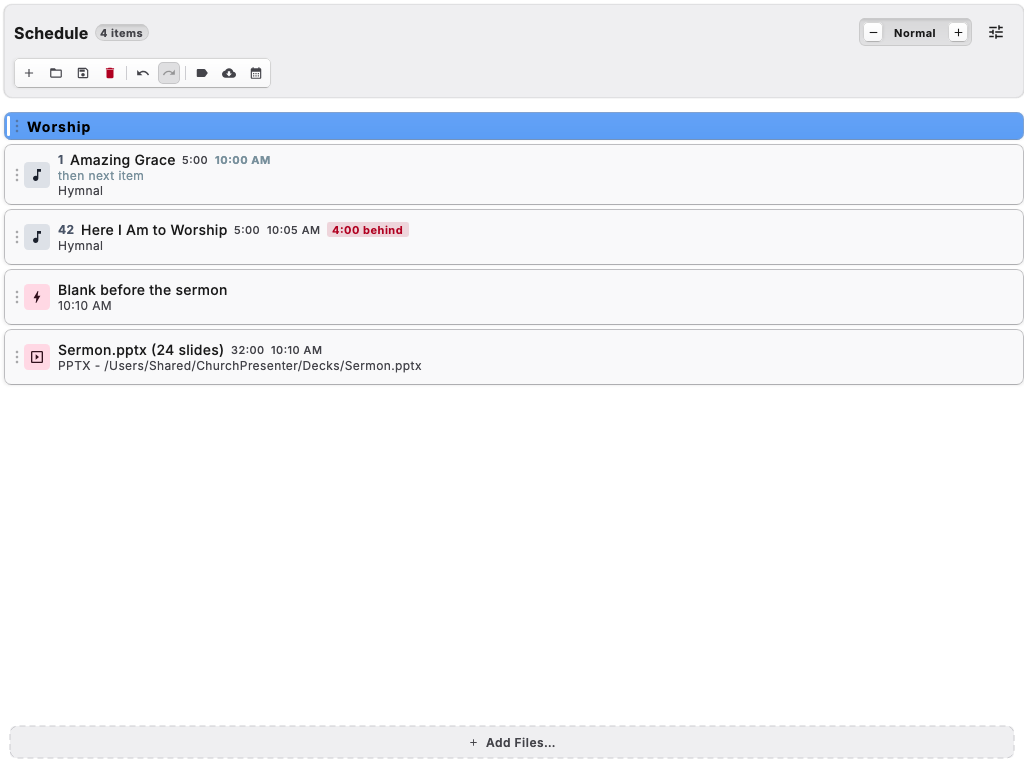 Schedule 4 items
− Normal +
Worship
1 Amazing Grace 5:00 10:00 AM
then next item
Hymnal
42 Here I Am to Worship 5:00 10:05 AM 4:00 behind
Hymnal
Blank before the sermon
10:10 AM
Sermon.pptx (24 slides) 32:00 10:10 AM
PPTX - /Users/Shared/ChurchPresenter/Decks/Sermon.pptx
+ Add Files...